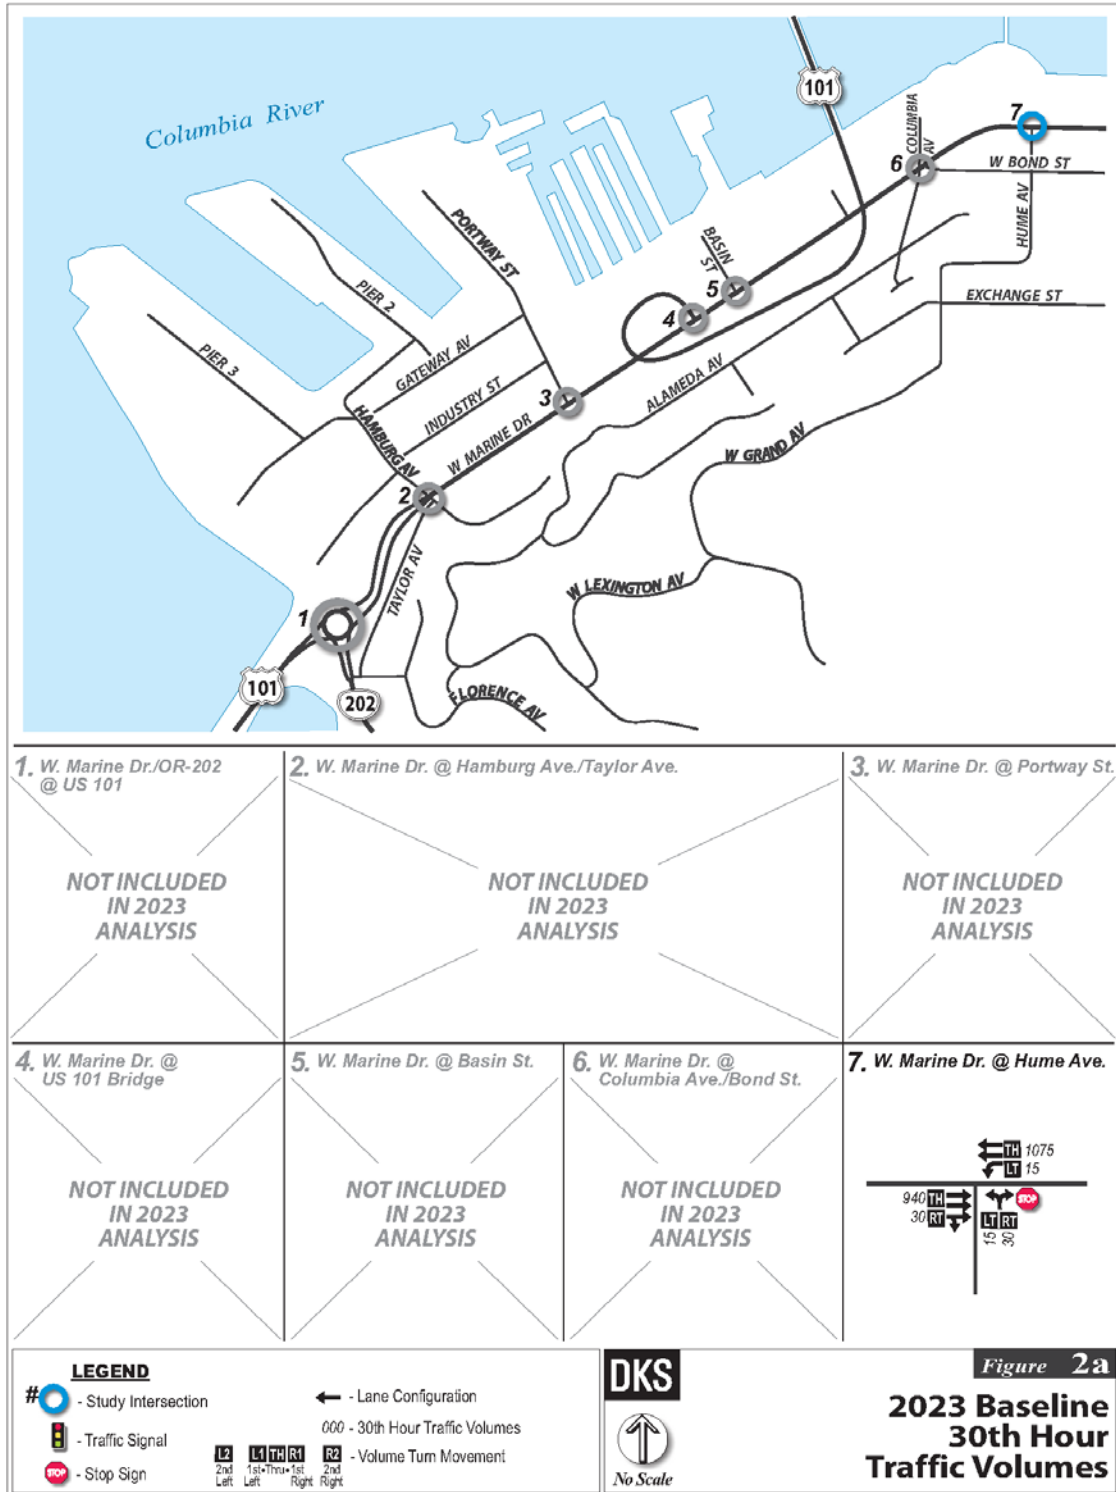 Columbia River
101
COLUMBIA
AV
7
6
W BOND ST
HUME AV
PORTWAY ST
BASIN
ST
5
EXCHANGE ST
PIER 2
4
PIER 3
GATEWAY AV
ALAMEDA AV
INDUSTRY ST
3
HAMBURG AV
W MARINE DR
W GRAND AV
2
TAYLOR AV
W LEXINGTON AV
1
101
202
FLORENCE AV
1. W. Marine Dr./OR-202
@ US 101
NOT INCLUDED
IN 2023
ANALYSIS
2. W. Marine Dr. @ Hamburg Ave./Taylor Ave.
NOT INCLUDED
IN 2023
ANALYSIS
3. W. Marine Dr. @ Portway St.
NOT INCLUDED
IN 2023
ANALYSIS
4. W. Marine Dr. @
US 101 Bridge
NOT INCLUDED
IN 2023
ANALYSIS
5. W. Marine Dr. @ Basin St.
NOT INCLUDED
IN 2023
ANALYSIS
6. W. Marine Dr. @
Columbia Ave./Bond St.
NOT INCLUDED
IN 2023
ANALYSIS
7. W. Marine Dr. @ Hume Ave.
TH 1075
LT 15
940 TH
30 RT
STOP
LT RT
15 30
LEGEND
# - Study Intersection
- Traffic Signal
STOP - Stop Sign
- Lane Configuration
000 - 30th Hour Traffic Volumes
L2 L1 TH R1 R2 - Volume Turn Movement
2nd 1st•Thru•1st 2nd
Left Left Right Right
DKS
No Scale
Figure 2a
2023 Baseline
30th Hour
Traffic Volumes